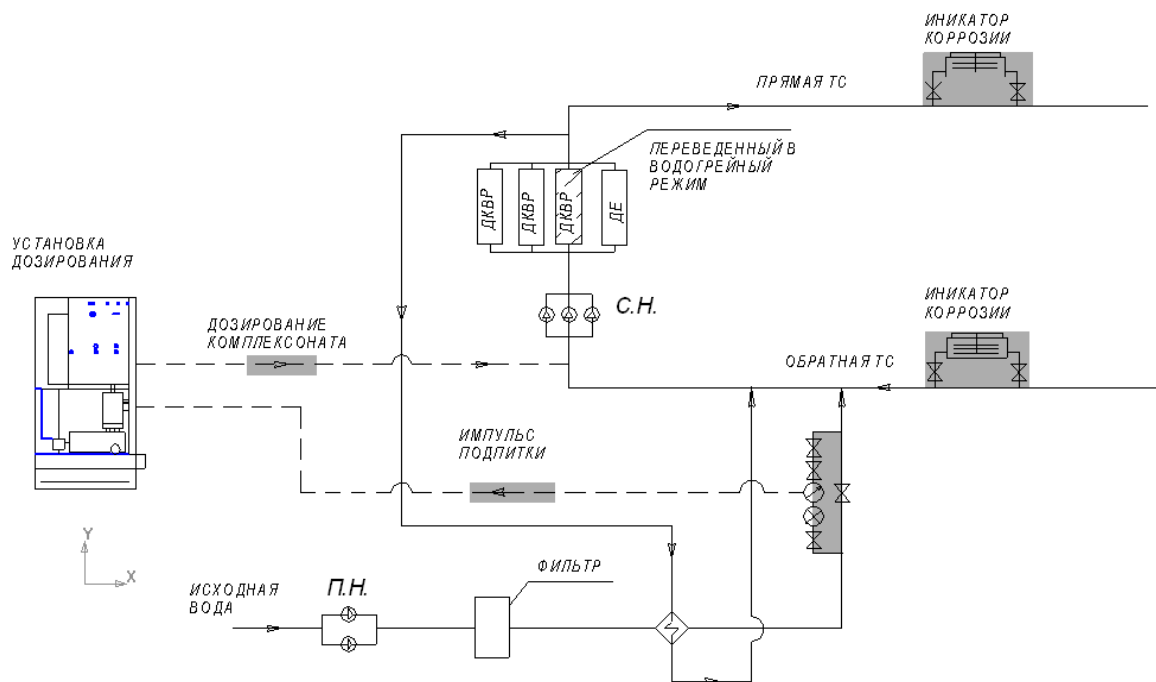 ИНИКАТОР
КОРРОЗИИ
ПРЯМАЯ ТС
ПЕРЕВЕДЕННЫЙ В
ВОДОГРЕЙНЫЙ
РЕЖИМ
ДКВР
ДКВР
ДКВР
ДЕ
УСТАНОВКА
ДОЗИРОВАНИЯ
С.Н.
ИНИКАТОР
КОРРОЗИИ
ДОЗИРОВАНИЕ
КОМПЛЕКСОНАТА
ОБРАТНАЯ ТС
ИМПУЛЬС
ПОДПИТКИ
Y
X
ИСХОДНАЯ
ВОДА
П.Н.
ФИЛЬТР